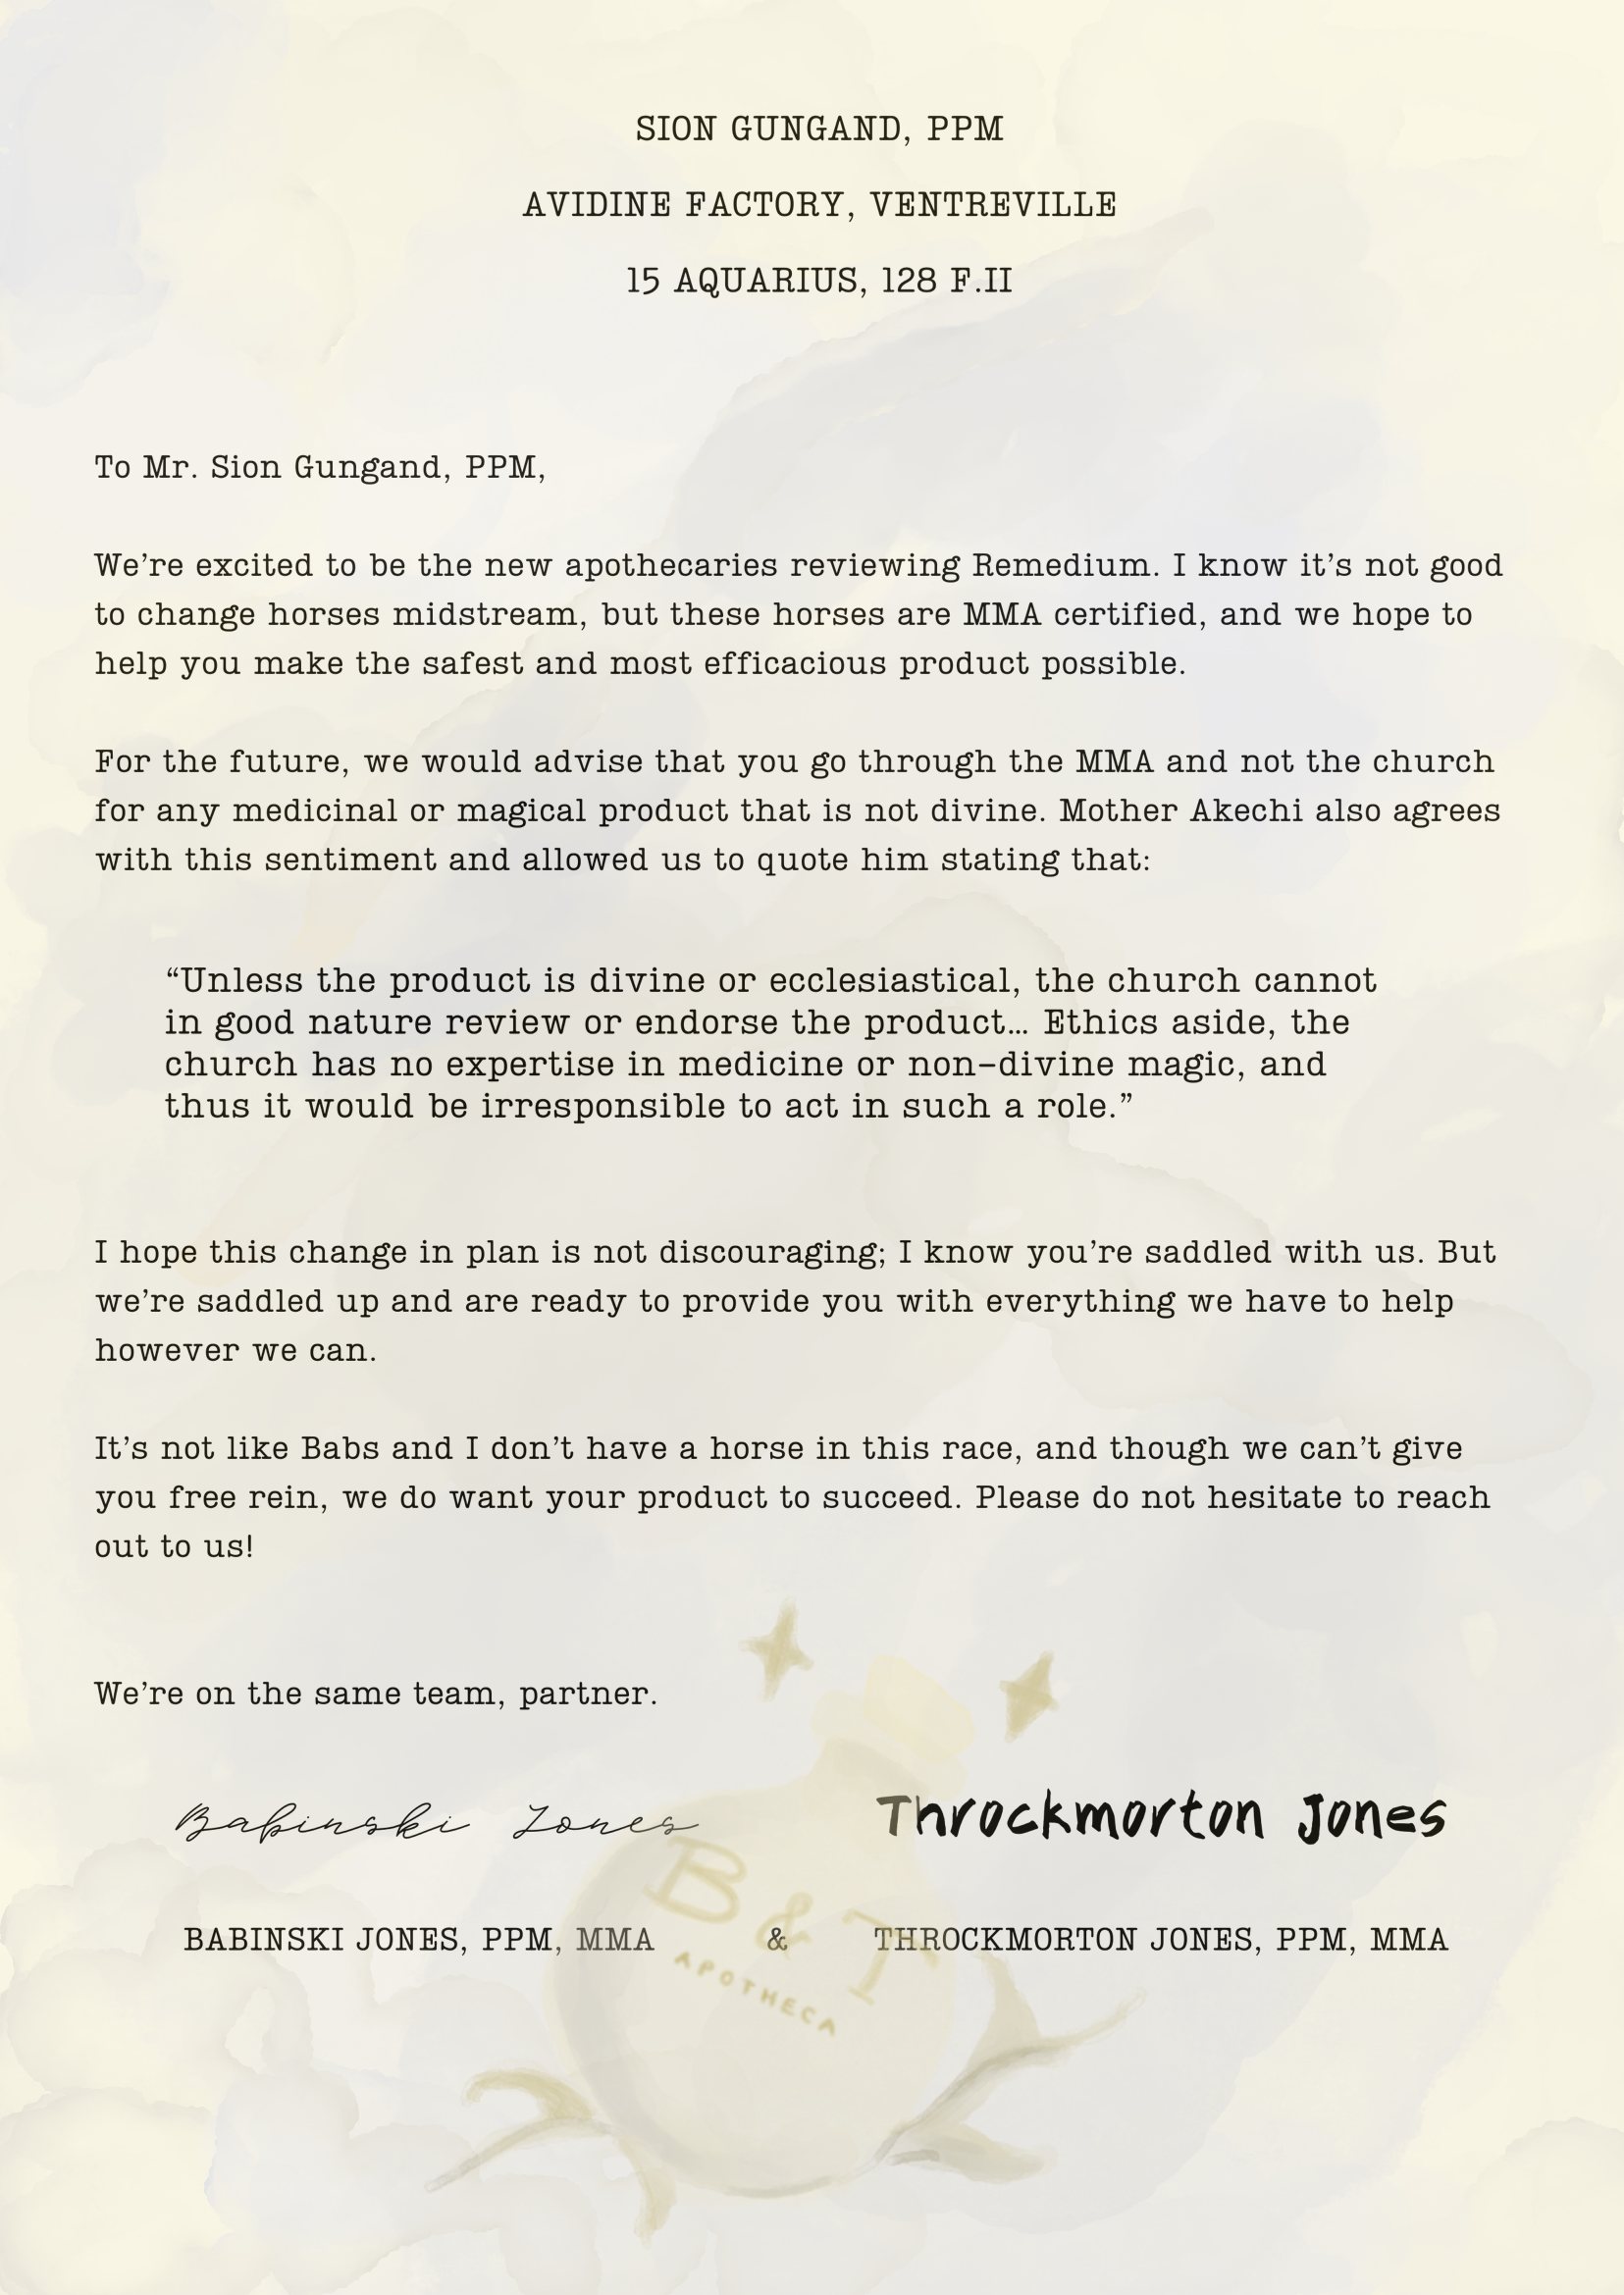 SION GUNGAND, PPM
AVIDINE FACTORY, VENTREVILLE
15 AQUARIUS, 128 F.II
To Mr. Sion Gungand, PPM,
We’re excited to be the new apothecaries reviewing Remedium. I know it’s not good
to change horses midstream, but these horses are MMA certified, and we hope to
help you make the safest and most efficacious product possible.
For the future, we would advise that you go through the MMA and not the church
for any medicinal or magical product that is not divine. Mother Akechi also agrees
with this sentiment and allowed us to quote him stating that:
“Unless the product is divine or ecclesiastical, the church cannot
in good nature review or endorse the product… Ethics aside, the
church has no expertise in medicine or non-divine magic, and
thus it would be irresponsible to act in such a role.”
I hope this change in plan is not discouraging; I know you’re saddled with us. But
we’re saddled up and are ready to provide you with everything we have to help
however we can.
It’s not like Babs and I don’t have a horse in this race, and though we can’t give
you free rein, we do want your product to succeed. Please do not hesitate to reach
out to us!
We’re on the same team, partner.
Babinski Jones Throckmorton Jones
BABINSKI JONES, PPM, MMA & THROCKMORTON JONES, PPM, MMA
B & T
APOTHECA